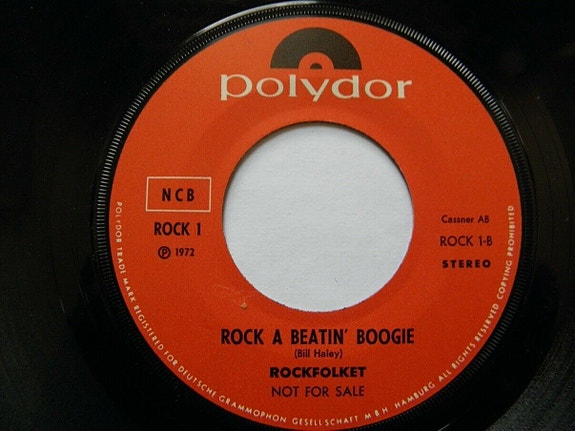 polydor
NCB
ROCK 1
℗ 1972
Cassner AB
ROCK 1-B
STEREO
ROCK A BEATIN' BOOGIE
(Bill Haley)
ROCKFOLKET
NOT FOR SALE
POLYDOR TRADE MARK REGISTERED FOR DEUTSCHE GRAMMOPHON GESELLSCHAFT M B H HAMBURG ALL RIGHTS RESERVED COPYING PROHIBITED